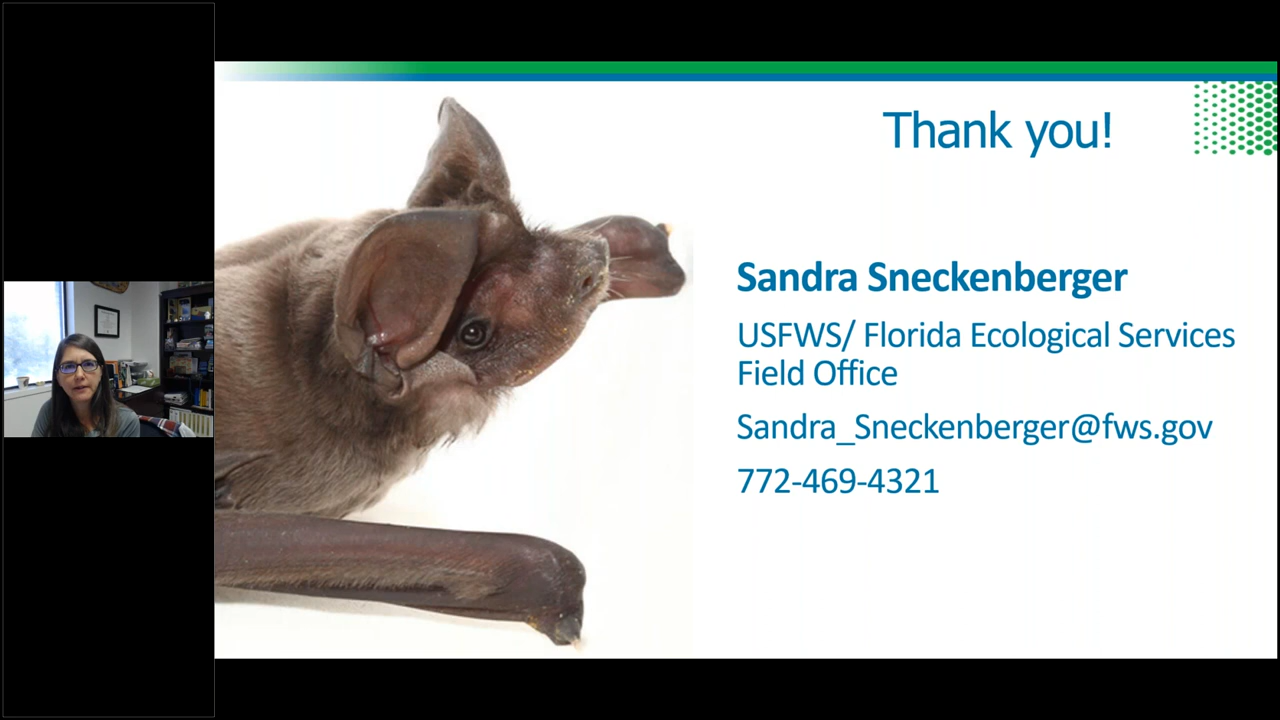 Thank you!
Sandra Sneckenberger
USFWS/ Florida Ecological Services
Field Office
Sandra_Sneckenberger@fws.gov
772-469-4321